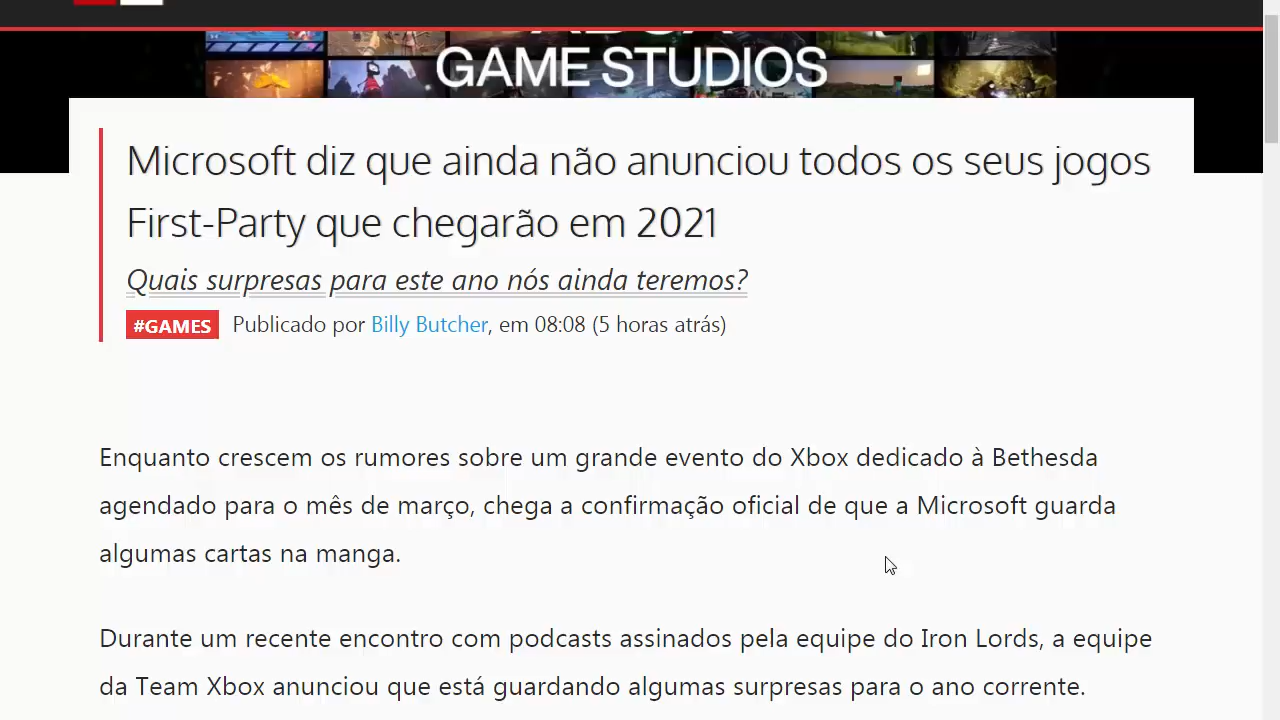 GAME STUDIOS
Microsoft diz que ainda não anunciou todos os seus jogos
First-Party que chegarão em 2021
Quais surpresas para este ano nós ainda teremos?
#GAMES Publicado por Billy Butcher, em 08:08 (5 horas atrás)
Enquanto crescem os rumores sobre um grande evento do Xbox dedicado à Bethesda
agendado para o mês de março, chega a confirmação oficial de que a Microsoft guarda
algumas cartas na manga.
Durante um recente encontro com podcasts assinados pela equipe do Iron Lords, a equipe
da Team Xbox anunciou que está guardando algumas surpresas para o ano corrente.